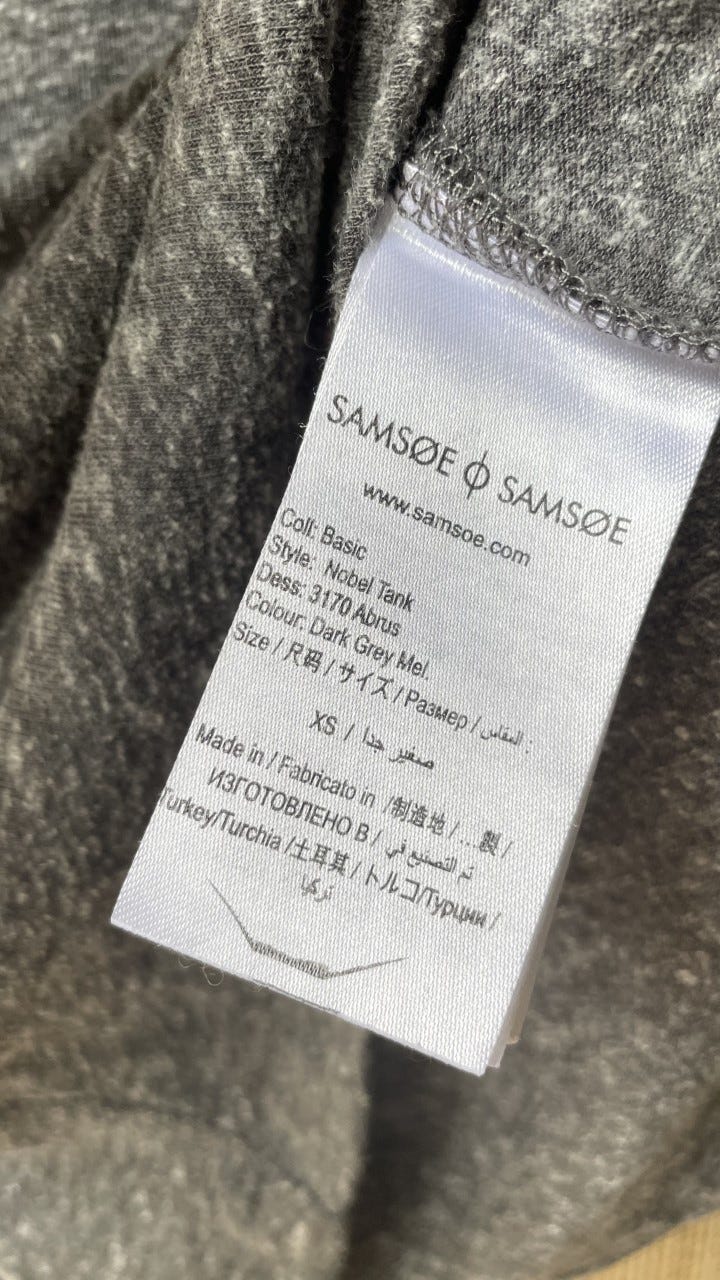 SAMSØE ϕ SAMSØE
www.samsoe.com
Coll: Basic
Style: Nobel Tank
Dess: 3170 Abrus
Colour: Dark Grey Mel.
Size / 尺码 / サイズ / Размер / المقاس :
XS / صغير جدا
Made in / Fabricato in /制造地 / ...製 /
ИЗГОТОВЛЕНО В / تم التصنيع في
Turkey/Turchia /土耳其 / トルコ/Турции /
تركيا